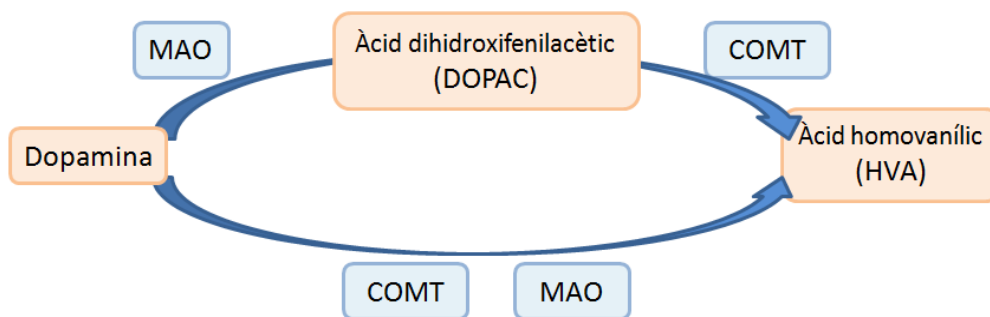 MAO
Àcid dihidroxifenilacètic
(DOPAC)
COMT
Dopamina
Àcid homovanílic
(HVA)
COMT
MAO